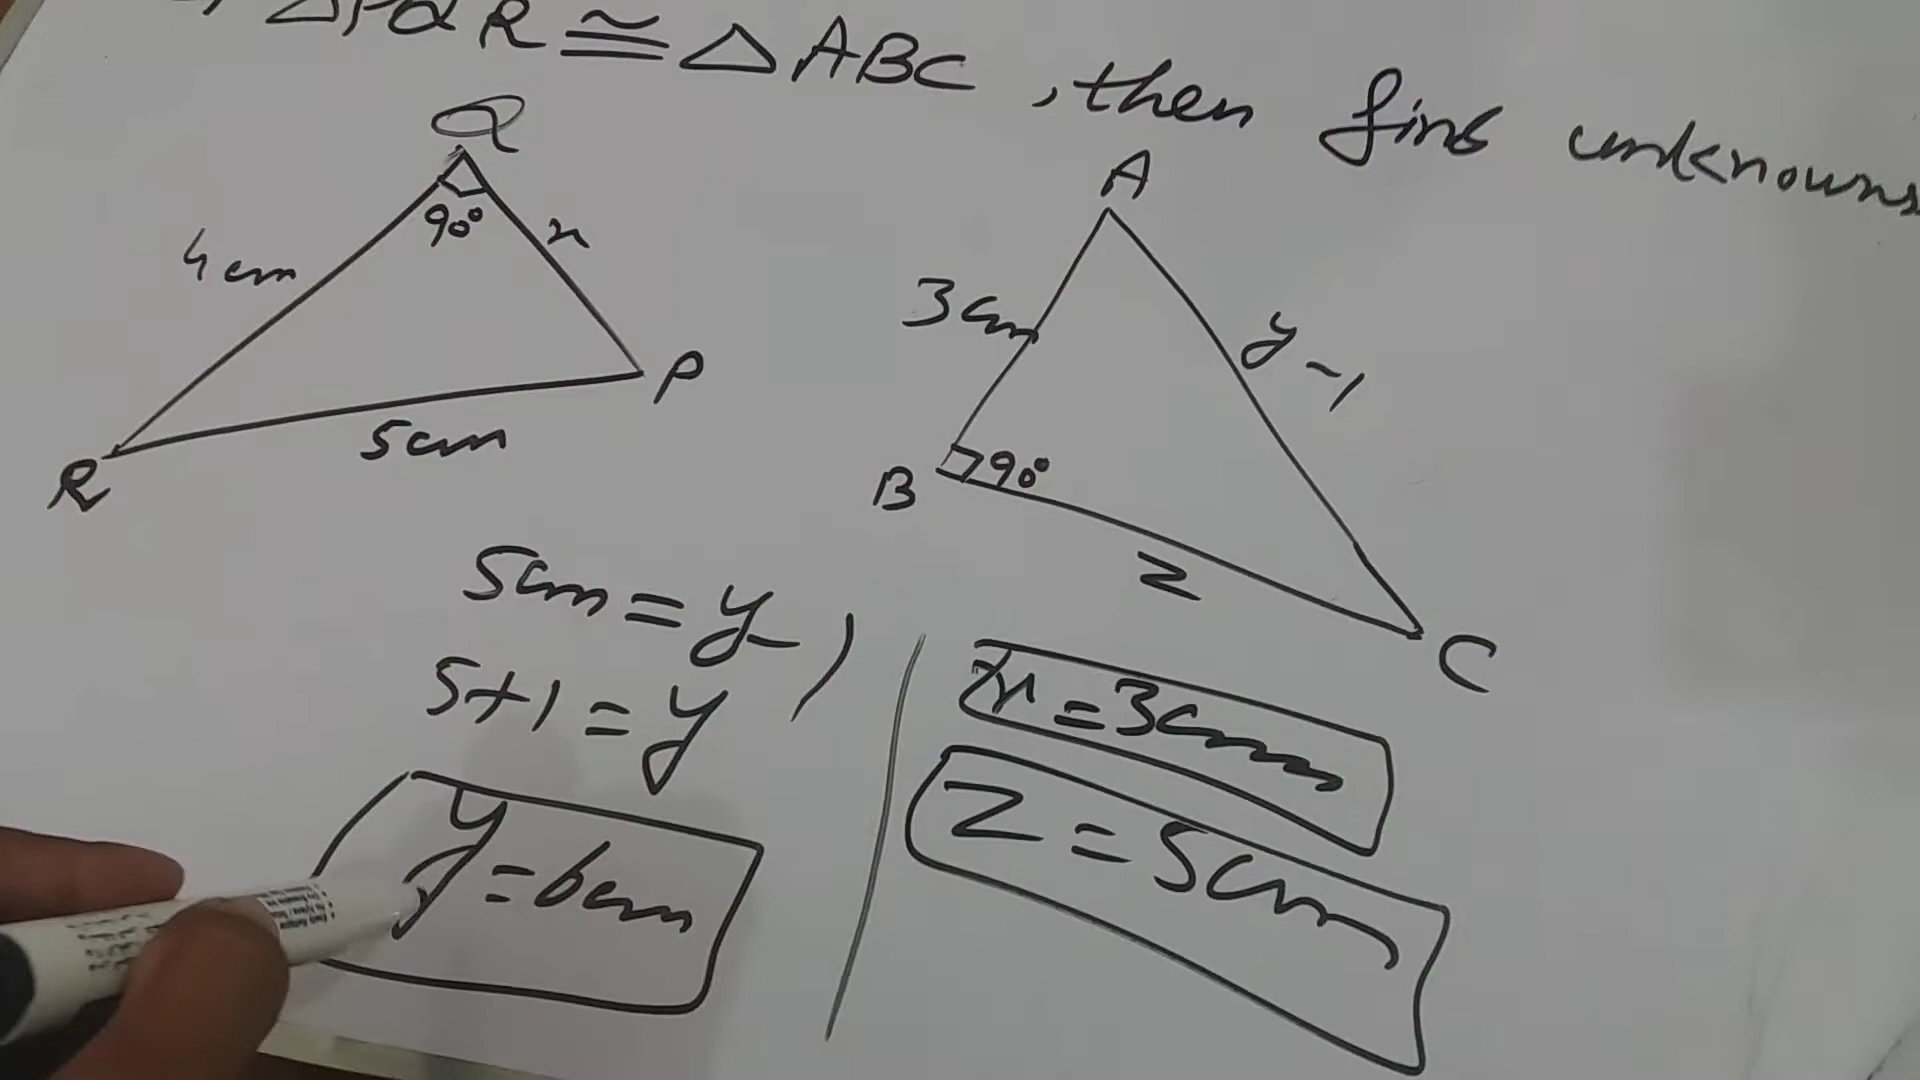 △PQR ≅ △ABC, then find unknowns
Q
90°
4cm
x
P
5cm
R
A
3cm
y-1
B
90°
z
C
5cm = y-1
5+1 = y
y = 6cm
x = 3cm
z = 5cm